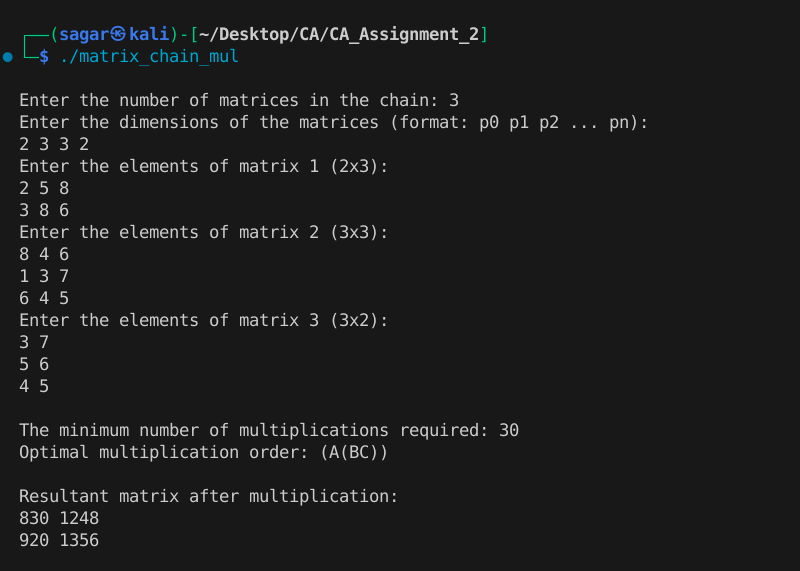 ┌──(sagar㉿kali)-[~/Desktop/CA/CA_Assignment_2]
└─$ ./matrix_chain_mul
Enter the number of matrices in the chain: 3
Enter the dimensions of the matrices (format: p0 p1 p2 ... pn):
2 3 3 2
Enter the elements of matrix 1 (2x3):
2 5 8
3 8 6
Enter the elements of matrix 2 (3x3):
8 4 6
1 3 7
6 4 5
Enter the elements of matrix 3 (3x2):
3 7
5 6
4 5
The minimum number of multiplications required: 30
Optimal multiplication order: (A(BC))
Resultant matrix after multiplication:
830 1248
920 1356